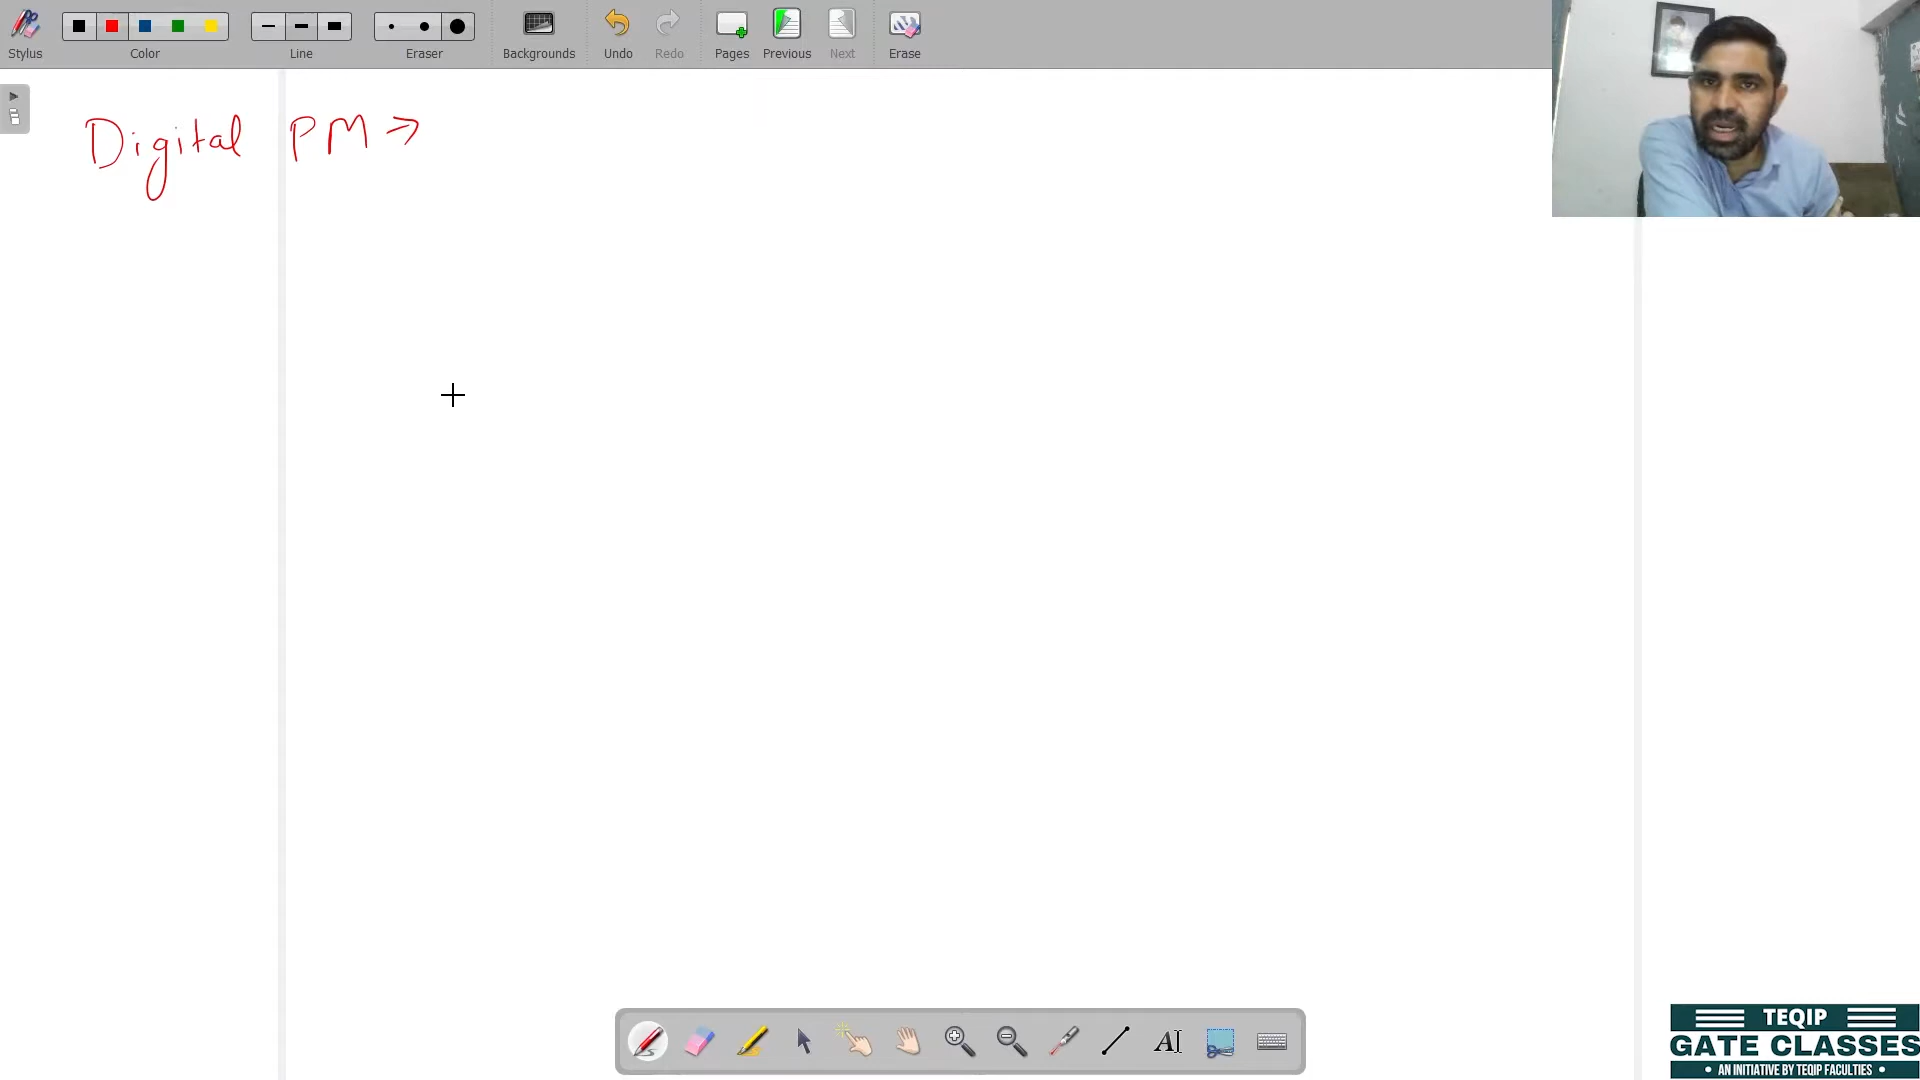 Stylus Color Line Eraser Backgrounds Undo Redo Pages Previous Next Erase
Digital PM →
AI
TEQIP
GATE CLASSES
• AN INITIATIVE BY TEQIP FACULTIES •